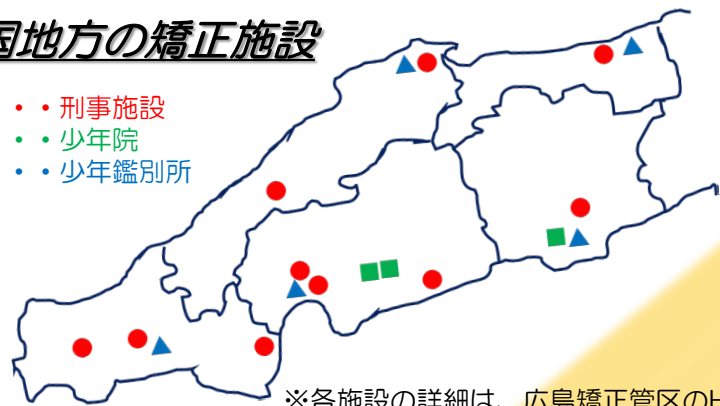 国地方の矯正施設
・・刑事施設
・・少年院
・・少年鑑別所
※各施設の詳細は、広島矯正管区のH